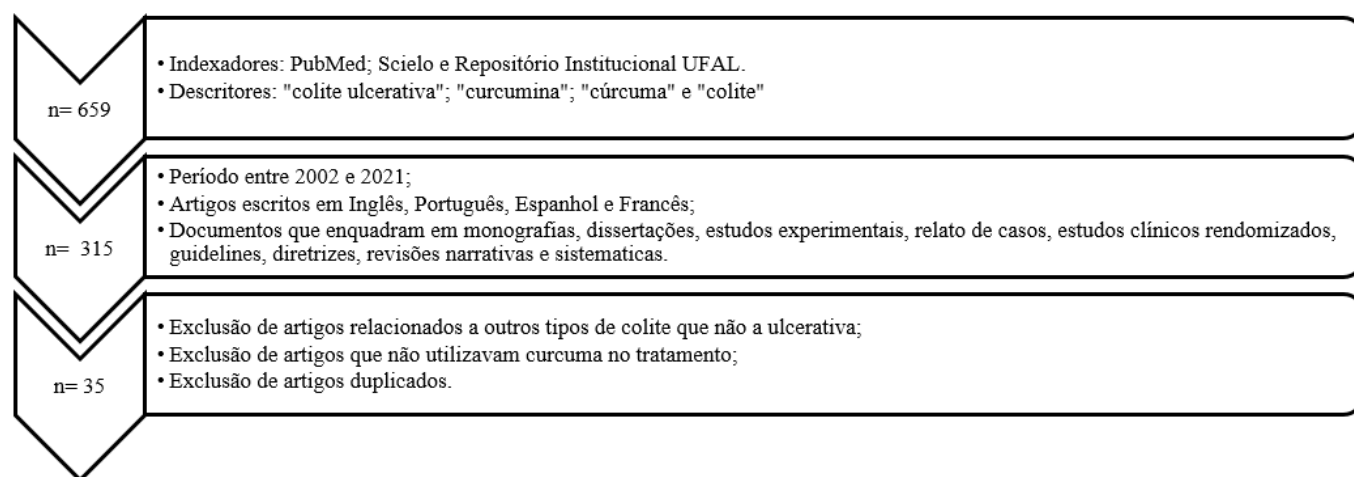 n= 659
• Indexadores: PubMed; Scielo e Repositório Institucional UFAL.
• Descritores: "colite ulcerativa"; "curcumina"; "cúrcuma" e "colite"
n= 315
• Período entre 2002 e 2021;
• Artigos escritos em Inglês, Português, Espanhol e Francês;
• Documentos que enquadram em monografias, dissertações, estudos experimentais, relato de casos, estudos clínicos rendomizados,
guidelines, diretrizes, revisões narrativas e sistematicas.
n= 35
• Exclusão de artigos relacionados a outros tipos de colite que não a ulcerativa;
• Exclusão de artigos que não utilizavam curcuma no tratamento;
• Exclusão de artigos duplicados.